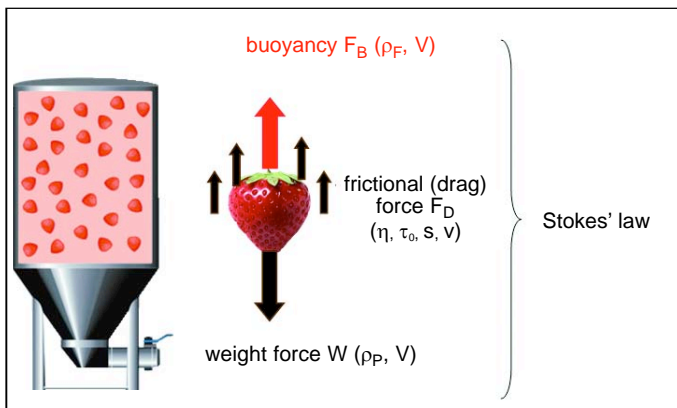 buoyancy F_B (ρ_F, V)
frictional (drag)
force F_D
(η, τ₀, s, v)
Stokes’ law
weight force W (ρ_P, V)